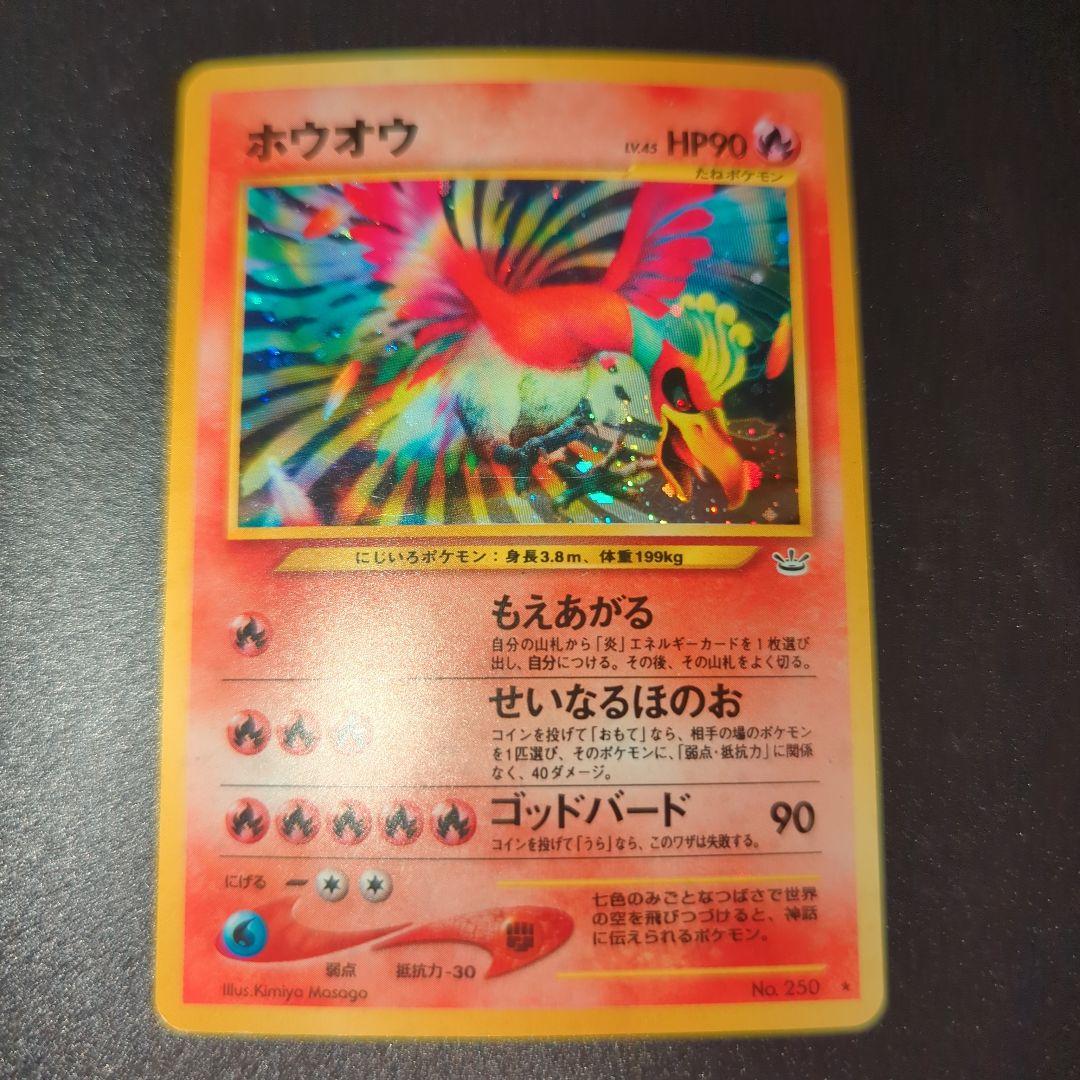 ホウオウ
LV.45 HP90
たねポケモン
にじいろポケモン：身長3.8m、体重199kg
もえあがる
自分の山札から「炎」エネルギーカードを1枚選び
出し、自分につける。その後、その山札をよく切る。
せいなるほのお
コインを投げて「おもて」なら、相手の場のポケモン
を1匹選び、そのポケモンに、「弱点・抵抗力」に関係
なく、40ダメージ。
ゴッドバード 90
コインを投げて「うら」なら、このワザは失敗する。
にげる
七色のみごとなつばさで世界
の空を飛びつづけると、神話
に伝えられるポケモン。
弱点 抵抗力-30
Illus.Kimiya Masago
No. 250 ★